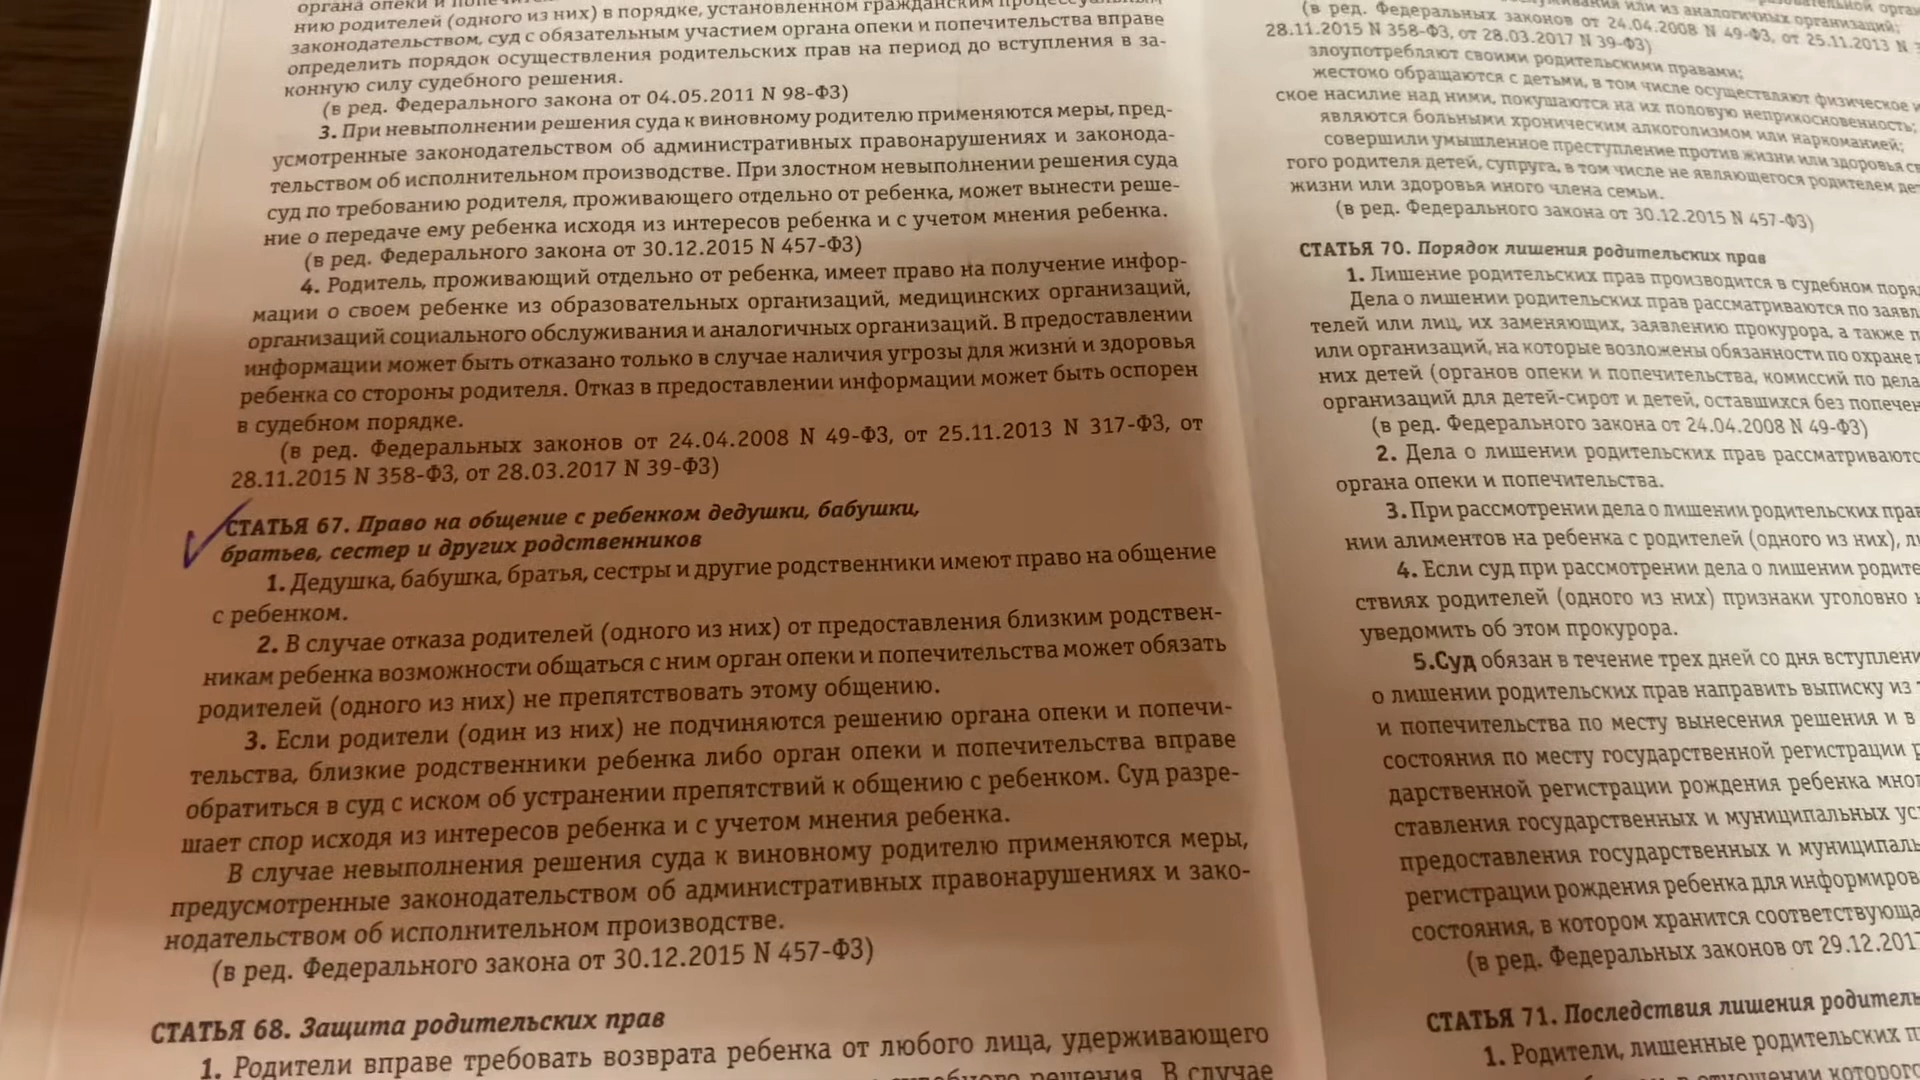 органа опеки и
нию родителей (одного из них) в порядке, установленном гражданским процессуальным
законодательством, суд с обязательным участием органа опеки и попечительства вправе
определить порядок осуществления родительских прав на период до вступления в за-
конную силу судебного решения.
(в ред. Федерального закона от 04.05.2011 N 98-ФЗ)
3. При невыполнении решения суда к виновному родителю применяются меры, пред-
усмотренные законодательством об административных правонарушениях и законода-
тельством об исполнительном производстве. При злостном невыполнении решения суда
суд по требованию родителя, проживающего отдельно от ребенка, может вынести реше-
ние о передаче ему ребенка исходя из интересов ребенка и с учетом мнения ребенка.
(в ред. Федерального закона от 30.12.2015 N 457-ФЗ)
4. Родитель, проживающий отдельно от ребенка, имеет право на получение инфор-
мации о своем ребенке из образовательных организаций, медицинских организаций,
организаций социального обслуживания и аналогичных организаций. В предоставлении
информации может быть отказано только в случае наличия угрозы для жизни и здоровья
ребенка со стороны родителя. Отказ в предоставлении информации может быть оспорен
в судебном порядке.
(в ред. Федеральных законов от 24.04.2008 N 49-ФЗ, от 25.11.2013 N 317-ФЗ, от
28.11.2015 N 358-ФЗ, от 28.03.2017 N 39-ФЗ)
СТАТЬЯ 67. Право на общение с ребенком дедушки, бабушки,
братьев, сестер и других родственников
1. Дедушка, бабушка, братья, сестры и другие родственники имеют право на общение
с ребенком.
2. В случае отказа родителей (одного из них) от предоставления близким родствен-
никам ребенка возможности общаться с ним орган опеки и попечительства может обязать
родителей (одного из них) не препятствовать этому общению.
3. Если родители (один из них) не подчиняются решению органа опеки и попечи-
тельства, близкие родственники ребенка либо орган опеки и попечительства вправе
обратиться в суд с иском об устранении препятствий к общению с ребенком. Суд разре-
шает спор исходя из интересов ребенка и с учетом мнения ребенка.
В случае невыполнения решения суда к виновному родителю применяются меры,
предусмотренные законодательством об административных правонарушениях и зако-
нодательством об исполнительном производстве.
(в ред. Федерального закона от 30.12.2015 N 457-ФЗ)
СТАТЬЯ 68. Защита родительских прав
1. Родители вправе требовать возврата ребенка от любого лица, удерживающего
решения. В случае
или из аналогичных организаций;
(в ред. Федеральных законов от 24.04.2008 N 49-ФЗ, от 25.11.2013 N
28.11.2015 N 358-ФЗ, от 28.03.2017 N 39-ФЗ)
злоупотребляют своими родительскими правами;
жестоко обращаются с детьми, в том числе осуществляют физическое и
ское насилие над ними, покушаются на их половую неприкосновенность;
являются больными хроническим алкоголизмом или наркоманией;
совершили умышленное преступление против жизни или здоровья
гого родителя детей, супруга, в том числе не являющегося родителем
жизни или здоровья иного члена семьи.
(в ред. Федерального закона от 30.12.2015 N 457-ФЗ)
СТАТЬЯ 70. Порядок лишения родительских прав
1. Лишение родительских прав производится в судебном
Дела о лишении родительских прав рассматриваются по
телей или лиц, их заменяющих, заявлению прокурора, а также
или организаций, на которые возложены обязанности по охране
них детей (органов опеки и попечительства, комиссий по
организаций для детей-сирот и детей, оставшихся без
(в ред. Федерального закона от 24.04.2008 N 49-ФЗ)
2. Дела о лишении родительских прав
органа опеки и попечительства.
3. При рассмотрении дела о лишении родительских
нии алиментов на ребенка с родителей (одного из них),
4. Если суд при рассмотрении дела о лишении
ствиях родителей (одного из них) признаки уголовно
уведомить об этом прокурора.
5.Суд обязан в течение трех дней со дня
о лишении родительских прав направить выписку из
и попечительства по месту вынесения решения и в
состояния по месту государственной регистрации
дарственной регистрации рождения ребенка
ставления государственных и муниципальных
предоставления государственных и
регистрации рождения ребенка для
состояния, в котором хранится
(в ред. Федеральных законов от
СТАТЬЯ 71. Последствия лишения
1. Родители, лишенные родительских